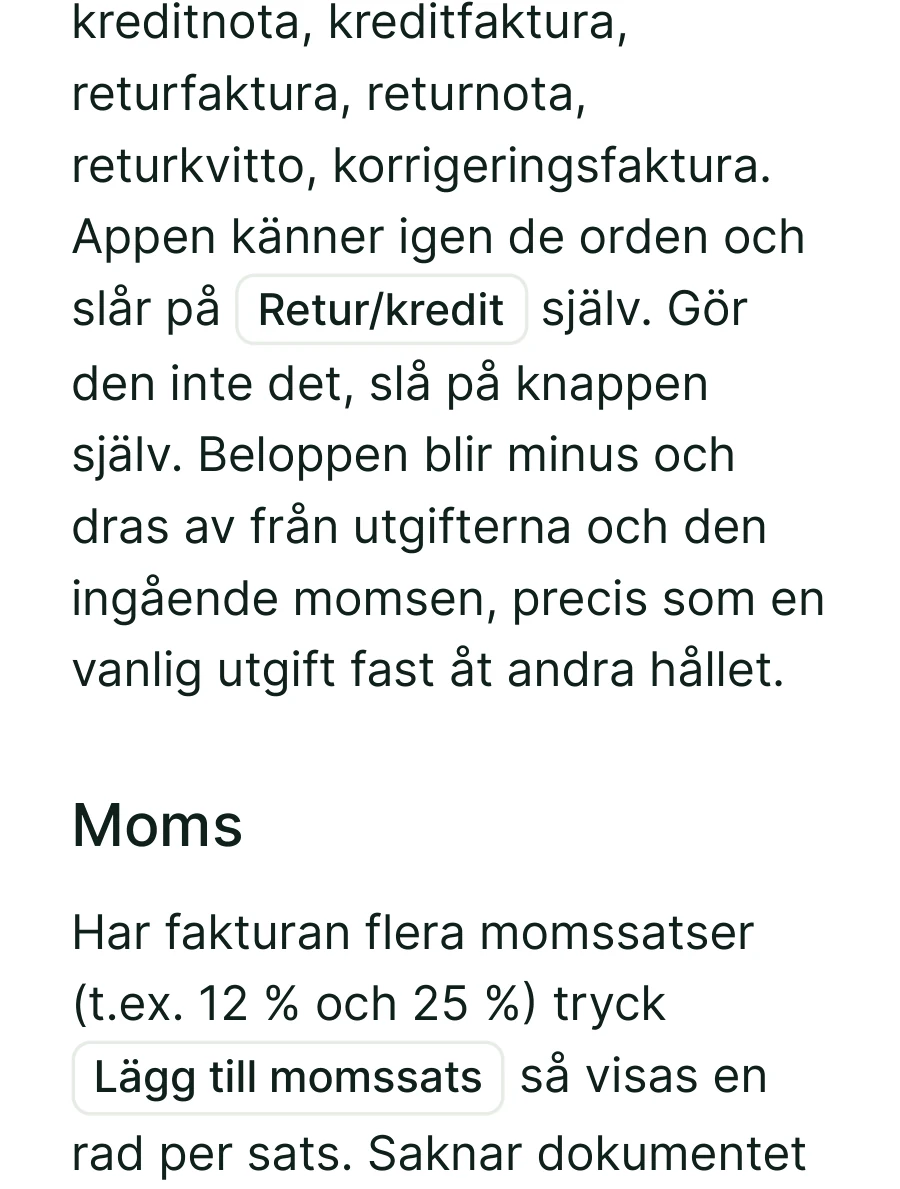 kreditnota, kreditfaktura,
returfaktura, returnota,
returkvitto, korrigeringsfaktura.
Appen känner igen de orden och
slår på Retur/kredit själv. Gör
den inte det, slå på knappen
själv. Beloppen blir minus och
dras av från utgifterna och den
ingående momsen, precis som en
vanlig utgift fast åt andra hållet.
Moms
Har fakturan flera momssatser
(t.ex. 12 % och 25 %) tryck
Lägg till momssats så visas en
rad per sats. Saknar dokumentet